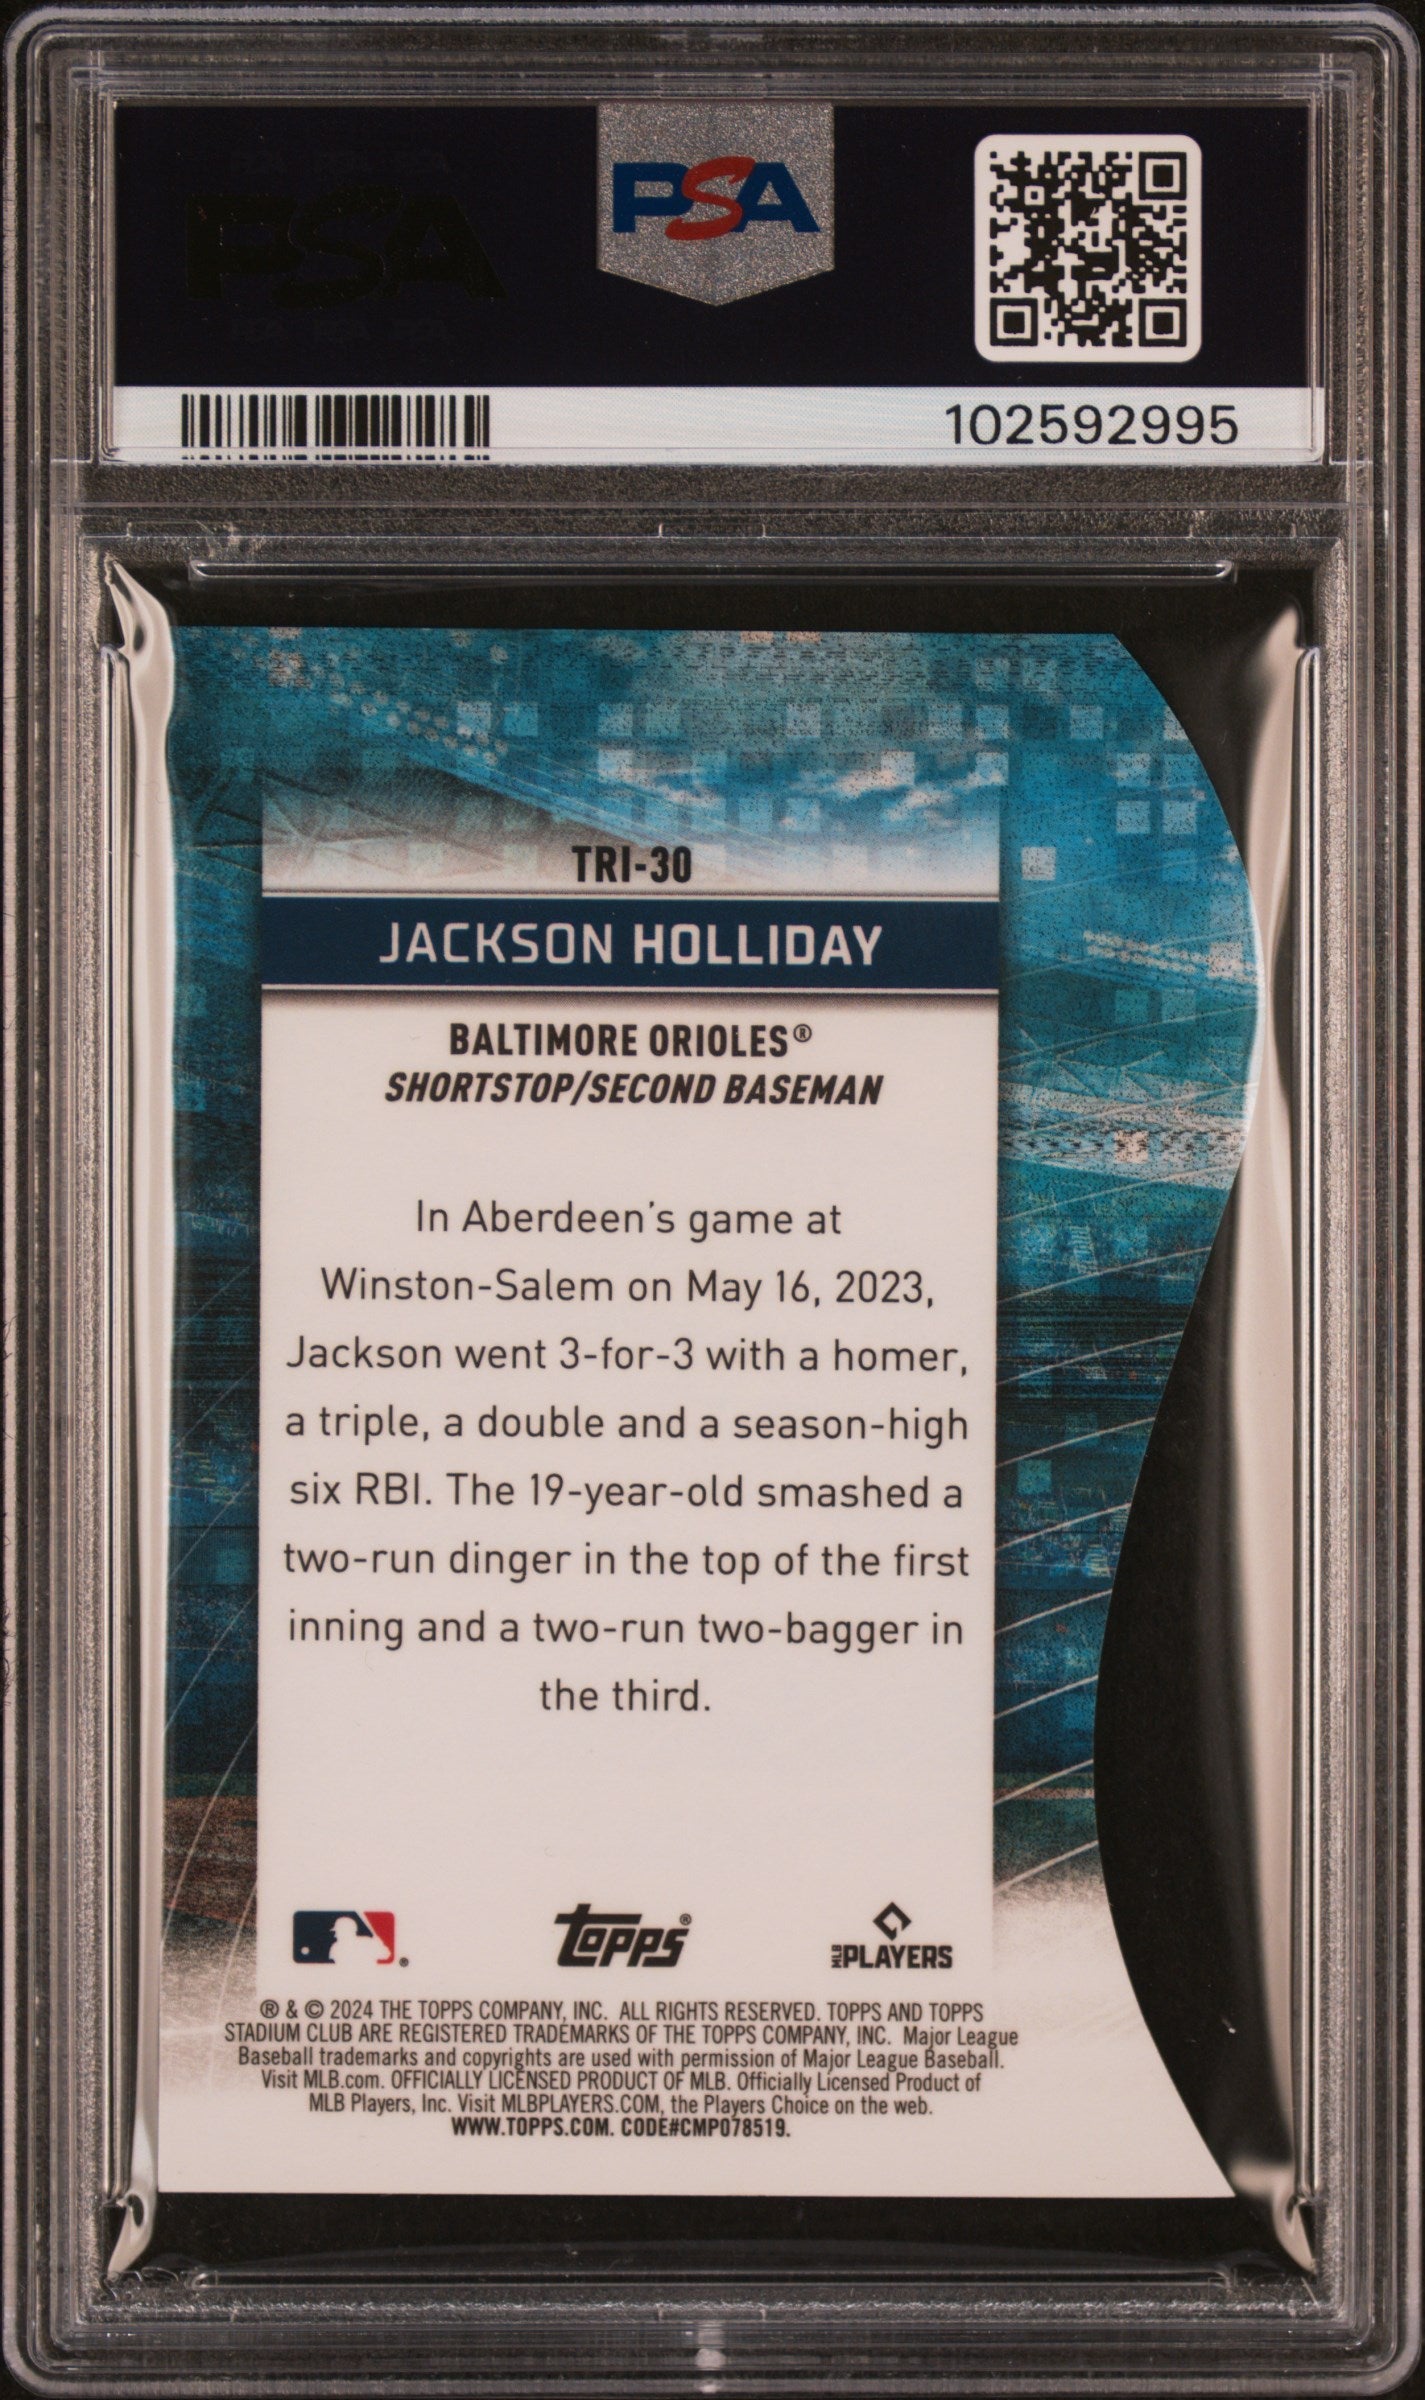 PSA
PSA
102592995
TRI-30
JACKSON HOLLIDAY
BALTIMORE ORIOLES®
SHORTSTOP/SECOND BASEMAN
In Aberdeen's game at
Winston-Salem on May 16, 2023,
Jackson went 3-for-3 with a homer,
a triple, a double and a season-high
six RBI. The 19-year-old smashed a
two-run dinger in the top of the first
inning and a two-run two-bagger in
the third.
TOPPS®
MLB PLAYERS
® & © 2024 THE TOPPS COMPANY, INC. ALL RIGHTS RESERVED. TOPPS AND TOPPS
STADIUM CLUB ARE REGISTERED TRADEMARKS OF THE TOPPS COMPANY, INC. Major League
Baseball trademarks and copyrights are used with permission of Major League Baseball.
Visit MLB.com. OFFICIALLY LICENSED PRODUCT OF MLB. Officially Licensed Product of
MLB Players, Inc. Visit MLBPLAYERS.COM, the Players Choice on the web.
WWW.TOPPS.COM. CODE#CMP078519.